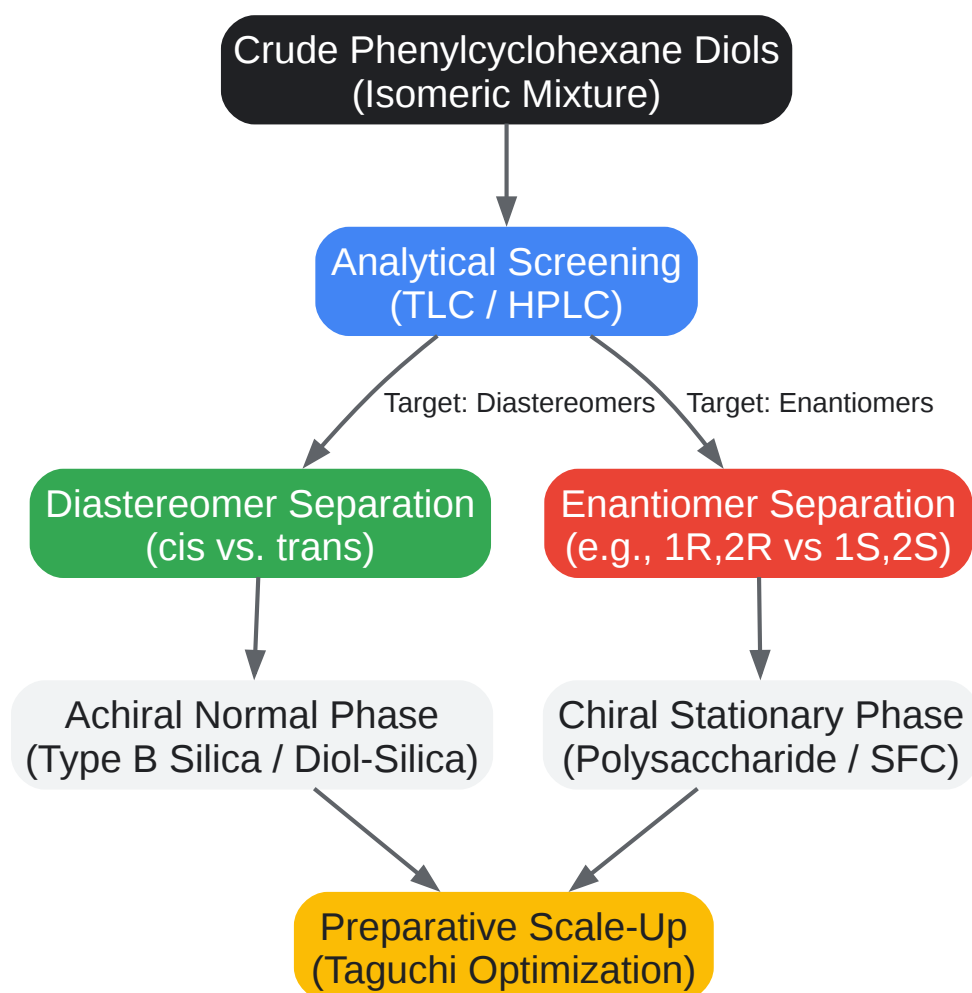 Crude Phenylcyclohexane Diols
(Isomeric Mixture)
Analytical Screening
(TLC / HPLC)
Target: Diastereomers
Target: Enantiomers
Diastereomer Separation
(cis vs. trans)
Enantiomer Separation
(e.g., 1R,2R vs 1S,2S)
Achiral Normal Phase
(Type B Silica / Diol-Silica)
Chiral Stationary Phase
(Polysaccharide / SFC)
Preparative Scale-Up
(Taguchi Optimization)